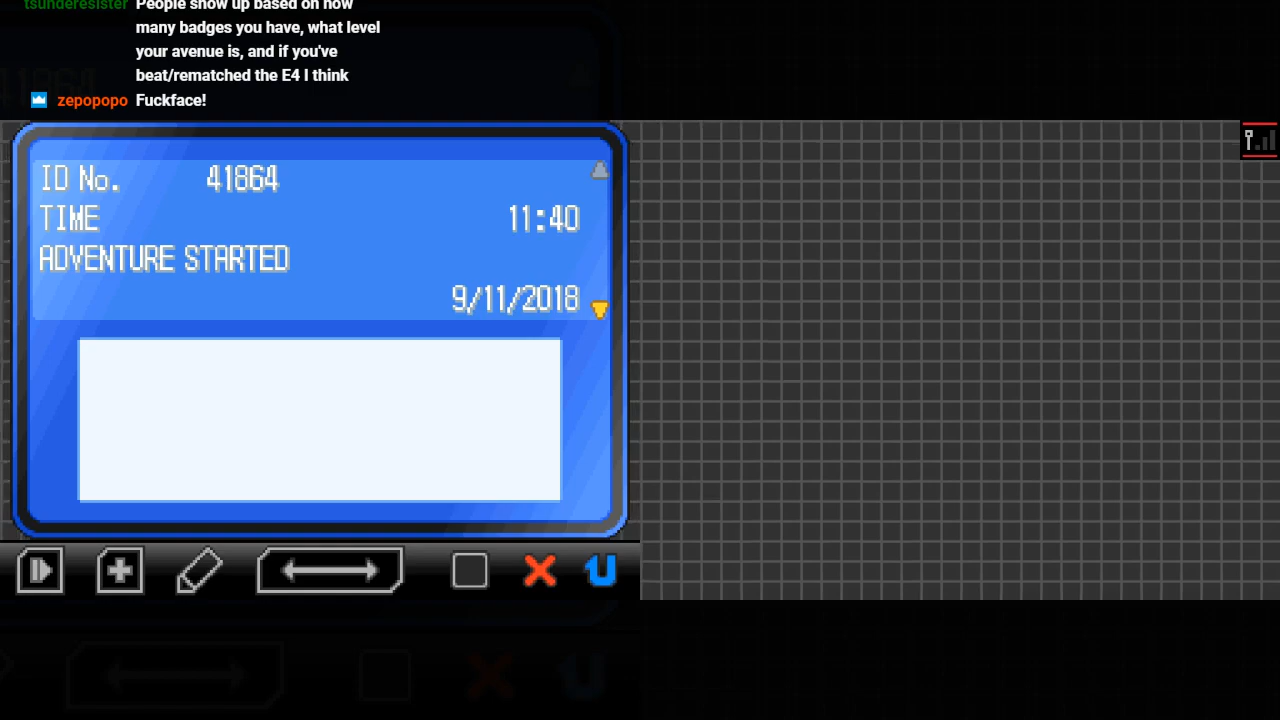 tsunderesister People show up based on how
many badges you have, what level
your avenue is, and if you've
beat/rematched the E4 I think
zepopopo Fuckface!
ID No. 41864
TIME 11:40
ADVENTURE STARTED
9/11/2018